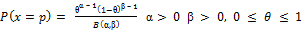 P(x = p) = θ^(α−1)(1−θ)^(β−1) / B(α,β) α > 0 β > 0, 0 ≤ θ ≤ 1